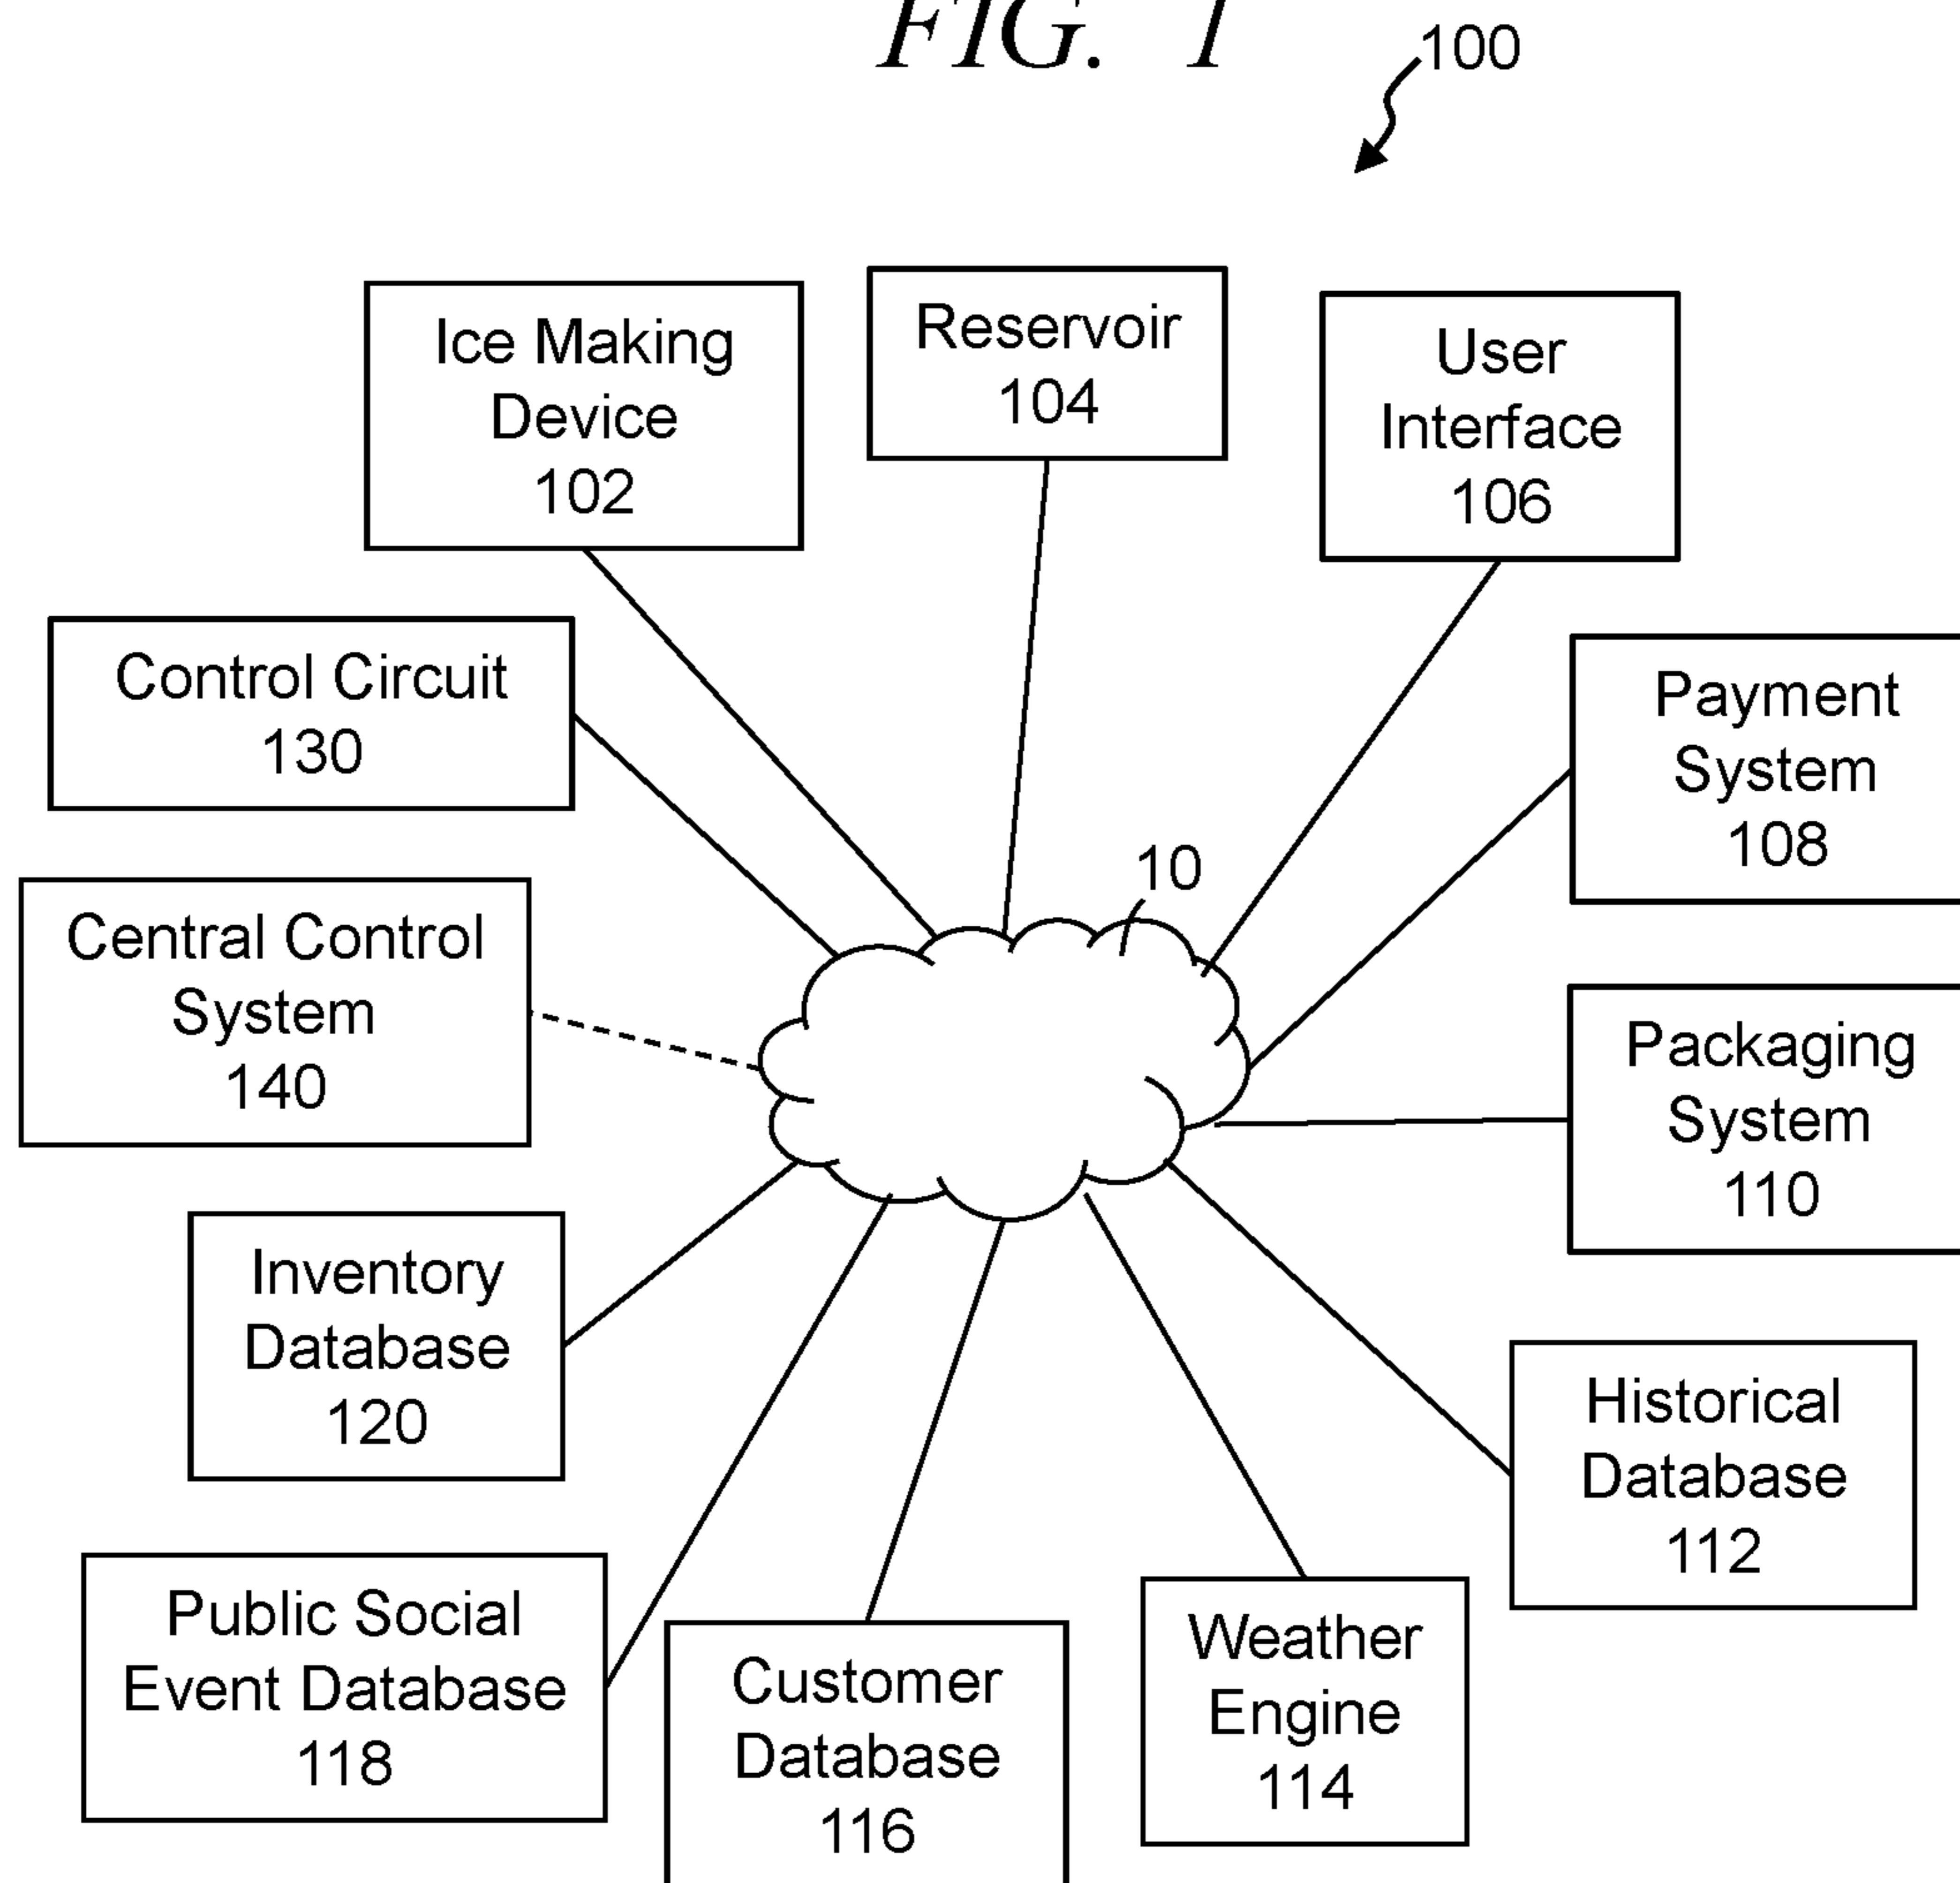 FIG. 1
100
Ice Making
Device
102
Reservoir
104
User
Interface
106
Control Circuit
130
Payment
System
108
10
Central Control
System
140
Packaging
System
110
Inventory
Database
120
Historical
Database
112
Public Social
Event Database
118
Customer
Database
116
Weather
Engine
114